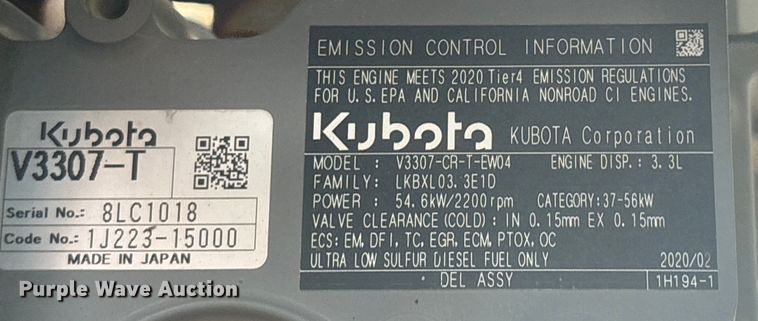 Kubota
V3307-T
Serial No.: 8LC1018
Code No.: 1J223-15000
MADE IN JAPAN
EMISSION CONTROL INFORMATION
THIS ENGINE MEETS 2020 Tier4 EMISSION REGULATIONS
FOR U.S. EPA AND CALIFORNIA NONROAD CI ENGINES.
Kubota KUBOTA Corporation
MODEL : V3307-CR-T-EW04 ENGINE DISP.: 3.3L
FAMILY: LKBXL03.3E1D
POWER : 54.6kW/2200rpm CATEGORY:37-56kW
VALVE CLEARANCE(COLD): IN 0.15mm EX 0.15mm
ECS: EM, DFI, TC, EGR, ECM, PTOX, OC
ULTRA LOW SULFUR DIESEL FUEL ONLY 2020/02
DEL ASSY 1H194-1
Purple Wave Auction